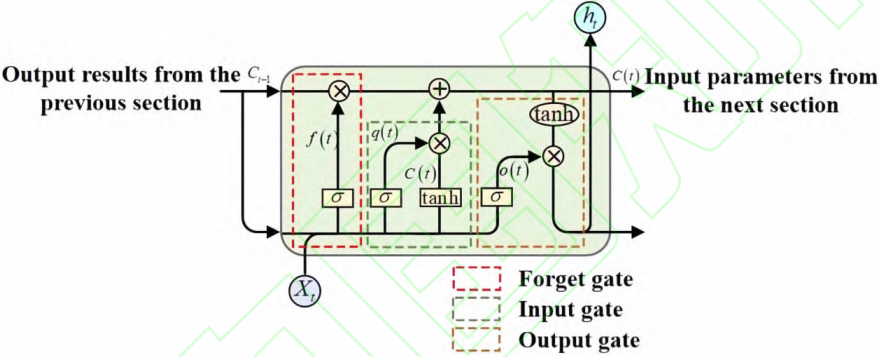 h_t
Output results from the
previous section
C_{t-1}
C(t)
Input parameters from
the next section
tanh
f(t)
q(t)
C(t)
o(t)
σ
σ
tanh
σ
X_t
Forget gate
Input gate
Output gate